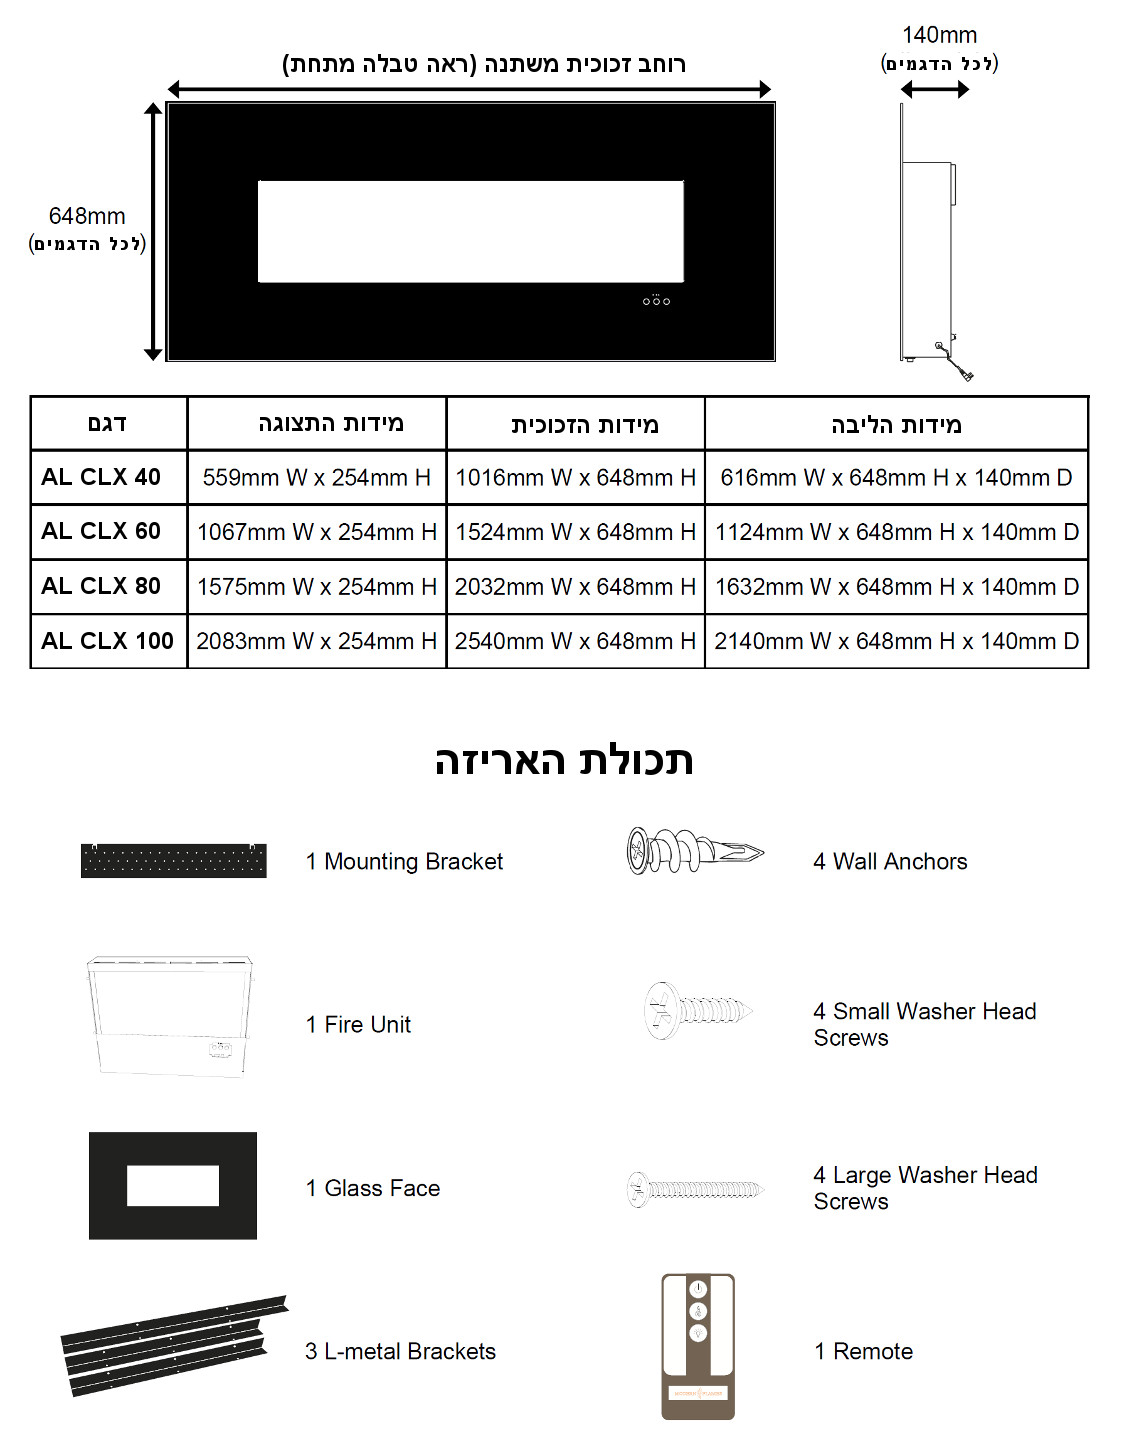 רוחב זכוכית משתנה (ראה טבלה מתחת)
140mm
(לכל הדגמים)
648mm
(לכל הדגמים)
דגם מידות התצוגה מידות הזכוכית מידות הליבה
AL CLX 40 559mm W x 254mm H 1016mm W x 648mm H 616mm W x 648mm H x 140mm D
AL CLX 60 1067mm W x 254mm H 1524mm W x 648mm H 1124mm W x 648mm H x 140mm D
AL CLX 80 1575mm W x 254mm H 2032mm W x 648mm H 1632mm W x 648mm H x 140mm D
AL CLX 100 2083mm W x 254mm H 2540mm W x 648mm H 2140mm W x 648mm H x 140mm D
תכולת האריזה
1 Mounting Bracket
4 Wall Anchors
1 Fire Unit
4 Small Washer Head
Screws
1 Glass Face
4 Large Washer Head
Screws
3 L-metal Brackets
1 Remote
MODERN FLAMES